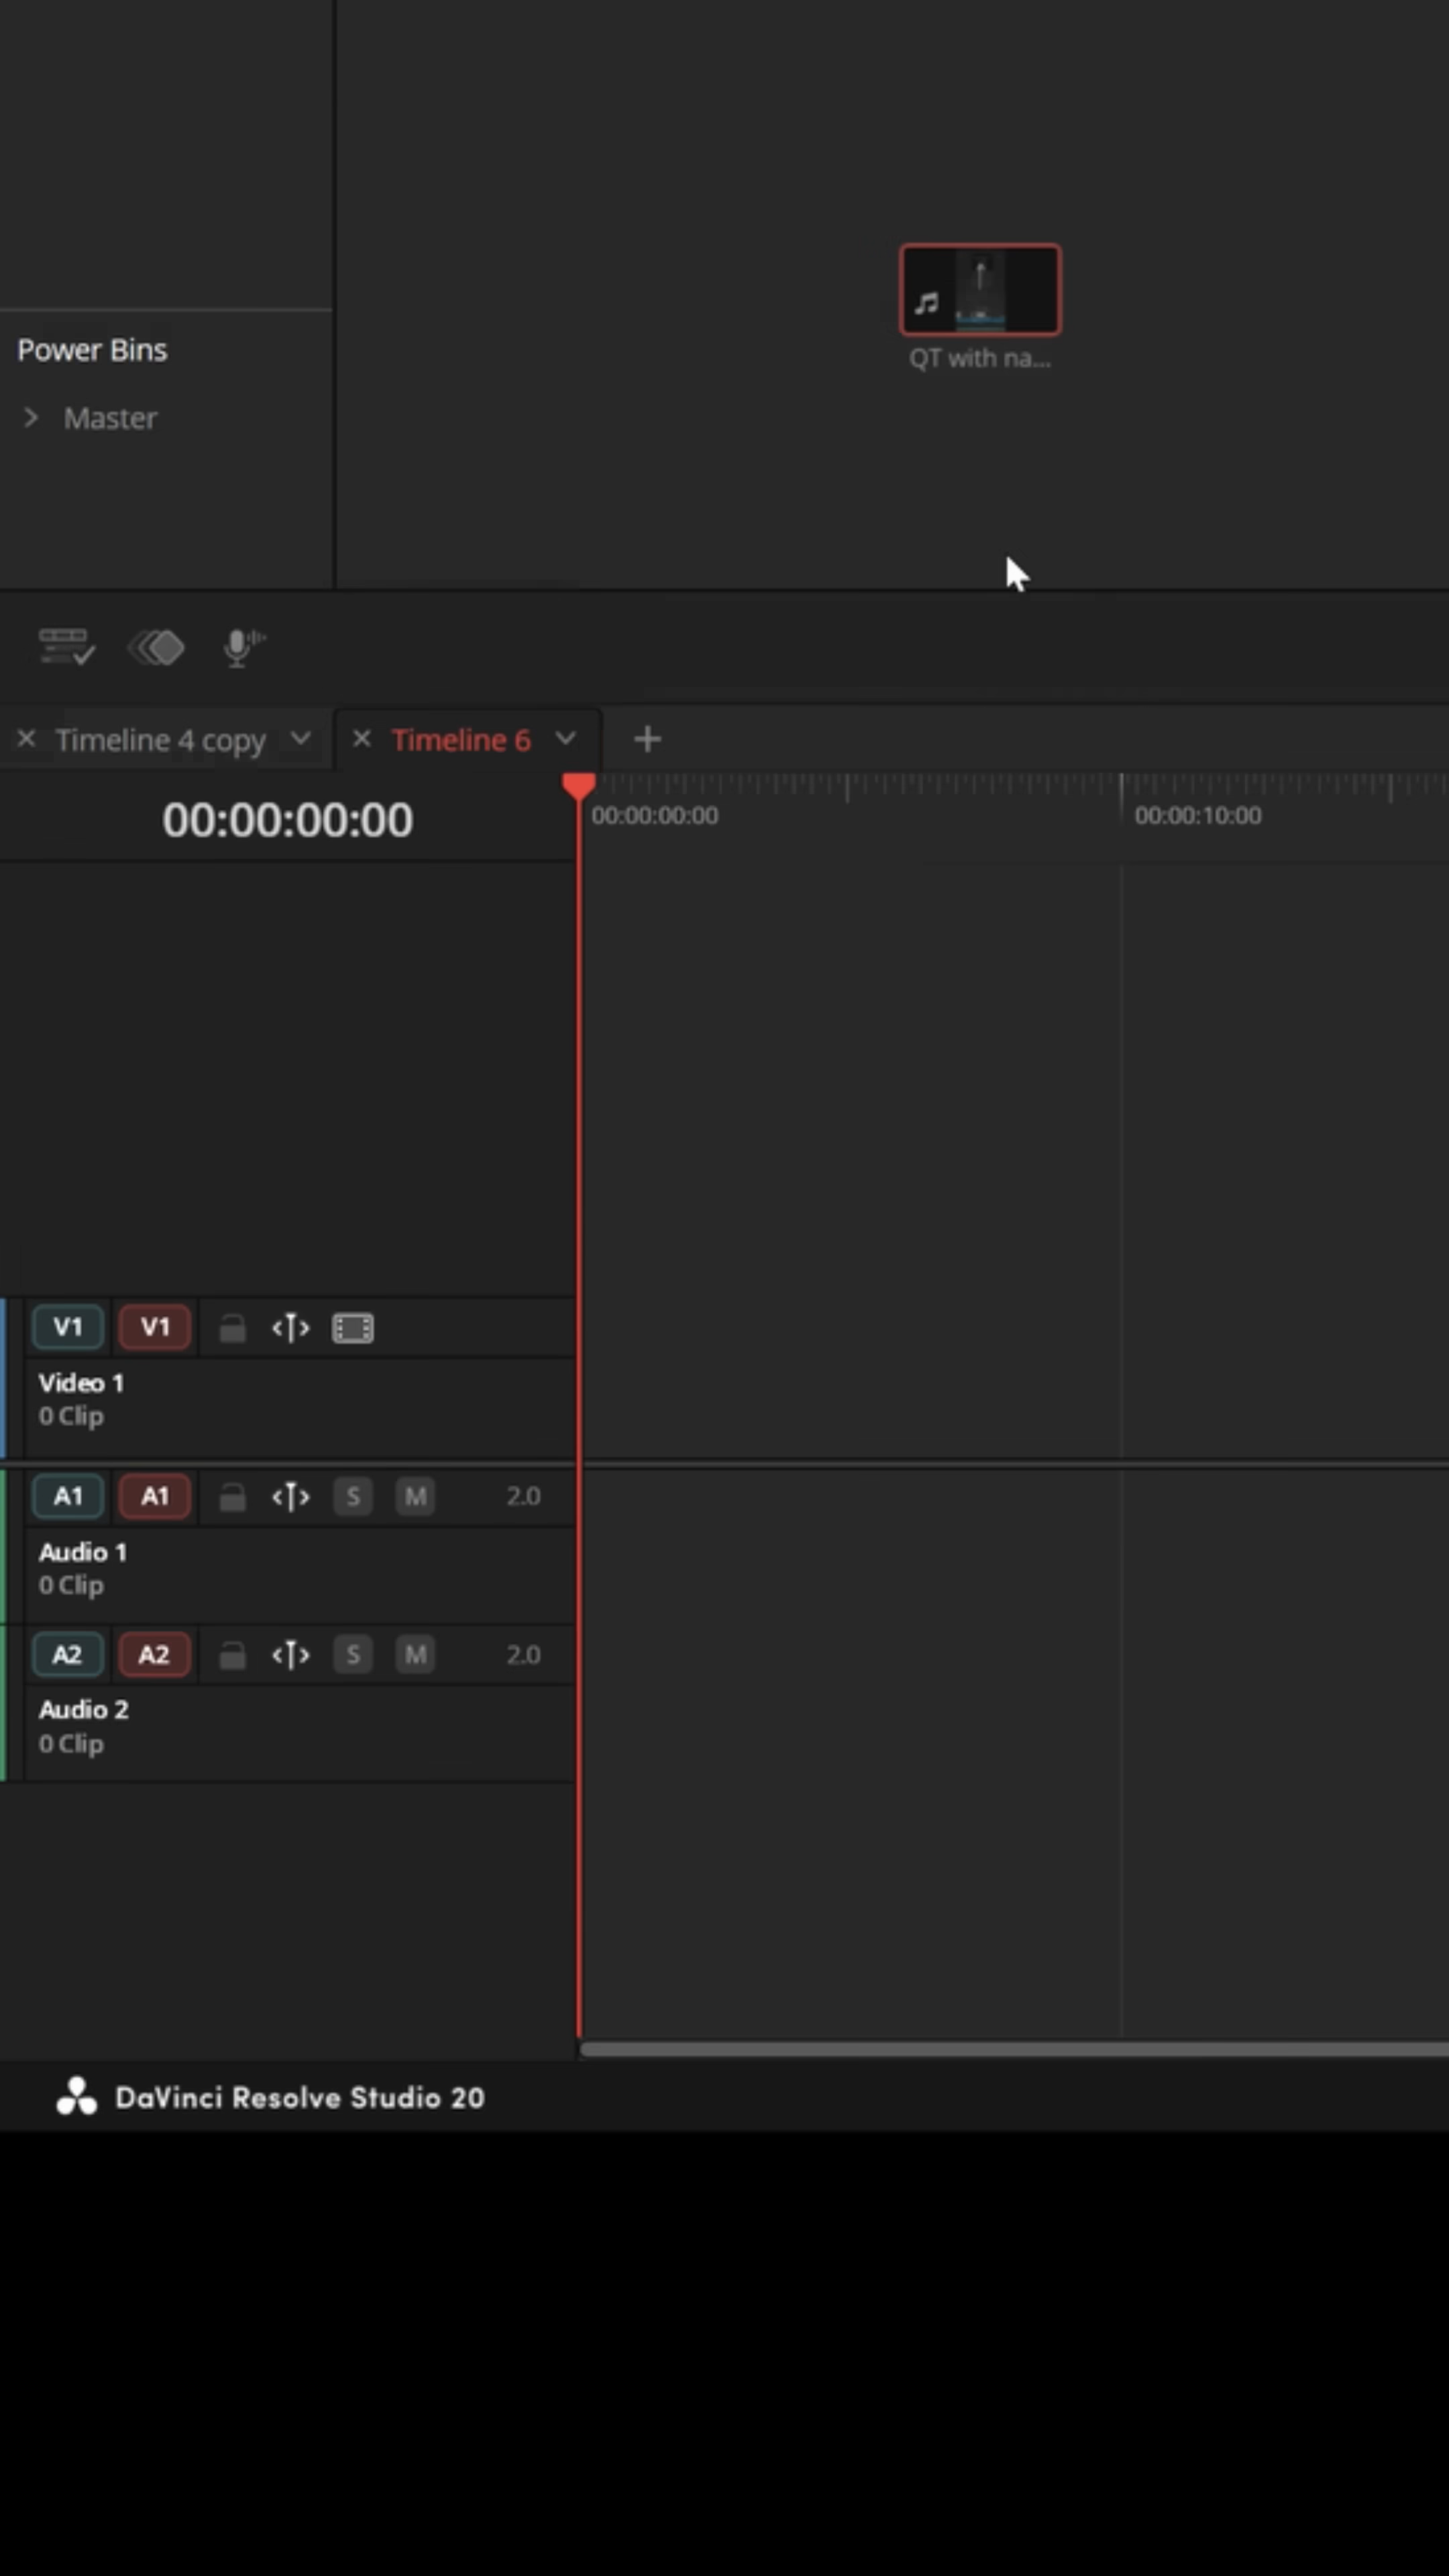 QT with na...
Power Bins
Master
Timeline 4 copy
Timeline 6
00:00:00:00
00:00:00:00
00:00:10:00
V1 V1
Video 1
0 Clip
A1 A1 S M 2.0
Audio 1
0 Clip
A2 A2 S M 2.0
Audio 2
0 Clip
DaVinci Resolve Studio 20